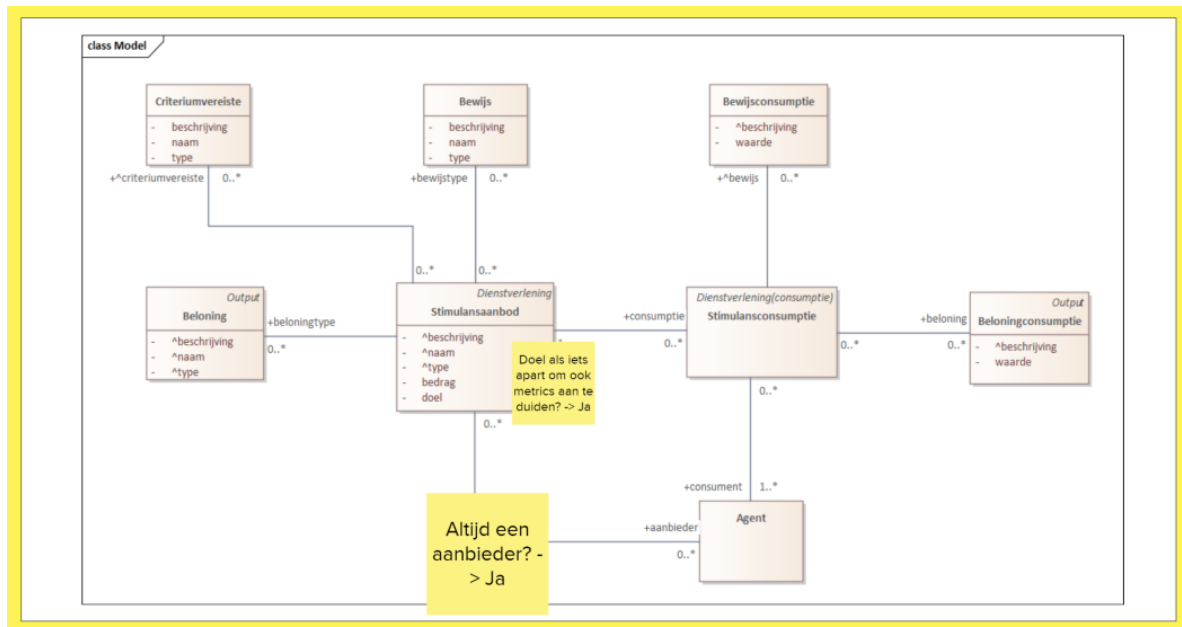 class Model
Criteriumvereiste
- beschrijving
- naam
- type
Bewijs
- beschrijving
- naam
- type
Bewijsconsumptie
- ^beschrijving
- waarde
+^criteriumvereiste 0..*
+bewijstype 0..*
+^bewijs 0..*
0..*
0..*
Output
Beloning
- ^beschrijving
- ^naam
- ^type
+beloningtype
0..*
Dienstverlening
Stimulansaanbod
- ^beschrijving
- ^naam
- ^type
- bedrag
- doel
Doel als iets
apart om ook
metrics aan te
duiden? -> Ja
+consumptie
0..*
Dienstverlening(consumptie)
Stimulansconsumptie
0..*
+beloning
0..*
Output
Beloningconsumptie
- ^beschrijving
- waarde
0..*
0..*
Altijd een
aanbieder? -
> Ja
+consument 1..*
+aanbieder
0..*
Agent